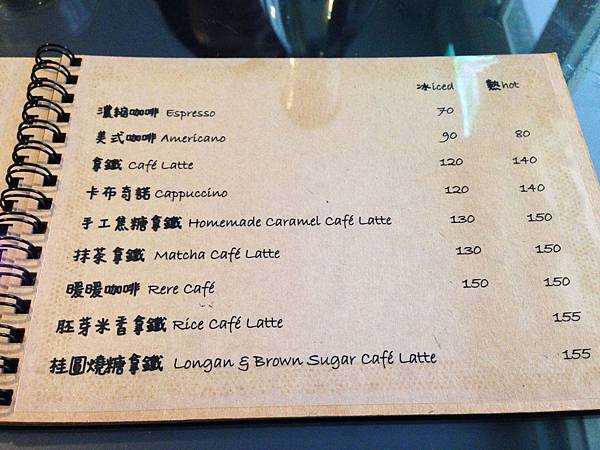 冰iced 熱hot
濃縮咖啡 Espresso 70
美式咖啡 Americano 90 80
拿鐵 Café Latte 120 140
卡布奇諾 Cappuccino 120 140
手工焦糖拿鐵 Homemade Caramel Café Latte 130 150
抹茶拿鐵 Matcha Café Latte 130 150
暖暖咖啡 Rere Café 150 150
胚芽米香拿鐵 Rice Café Latte 155
桂圓燒糖拿鐵 Longan & Brown Sugar Café Latte 155